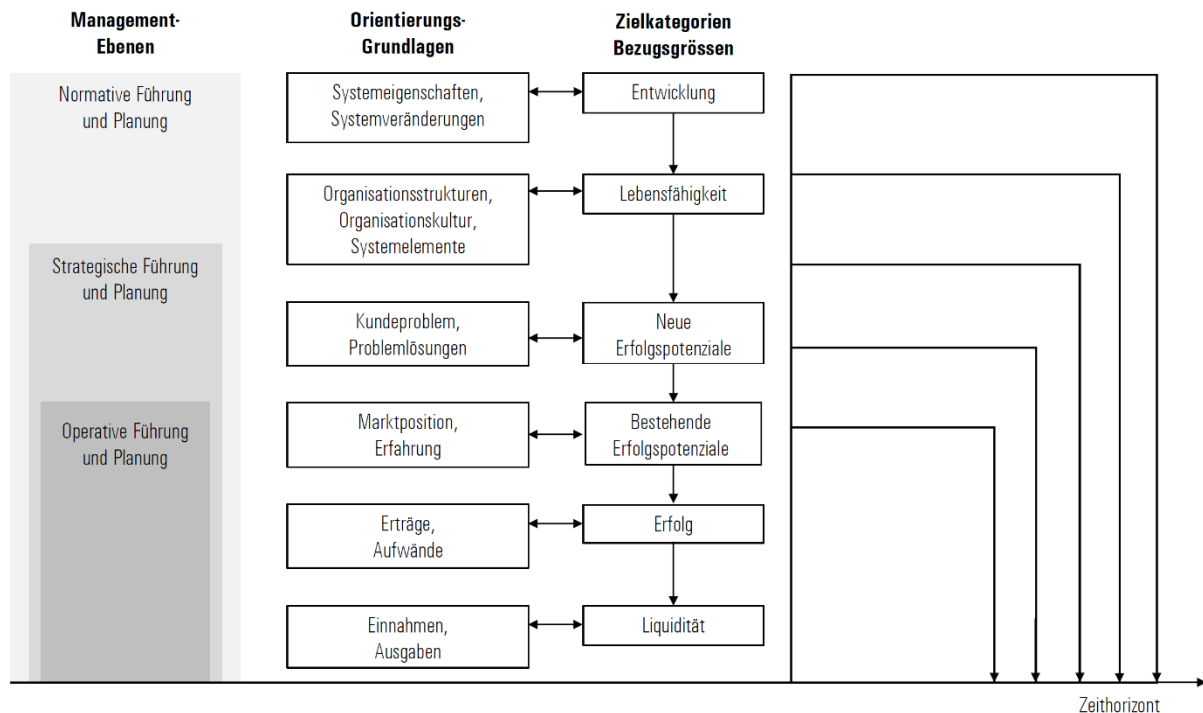 Management-
Ebenen
Orientierungs-
Grundlagen
Zielkategorien
Bezugsgrössen
Normative Führung
und Planung
Strategische Führung
und Planung
Operative Führung
und Planung
Systemeigenschaften,
Systemveränderungen
Entwicklung
Organisationsstrukturen,
Organisationskultur,
Systemelemente
Lebensfähigkeit
Kundeproblem,
Problemlösungen
Neue
Erfolgspotenziale
Marktposition,
Erfahrung
Bestehende
Erfolgspotenziale
Erträge,
Aufwände
Erfolg
Einnahmen,
Ausgaben
Liquidität
Zeithorizont